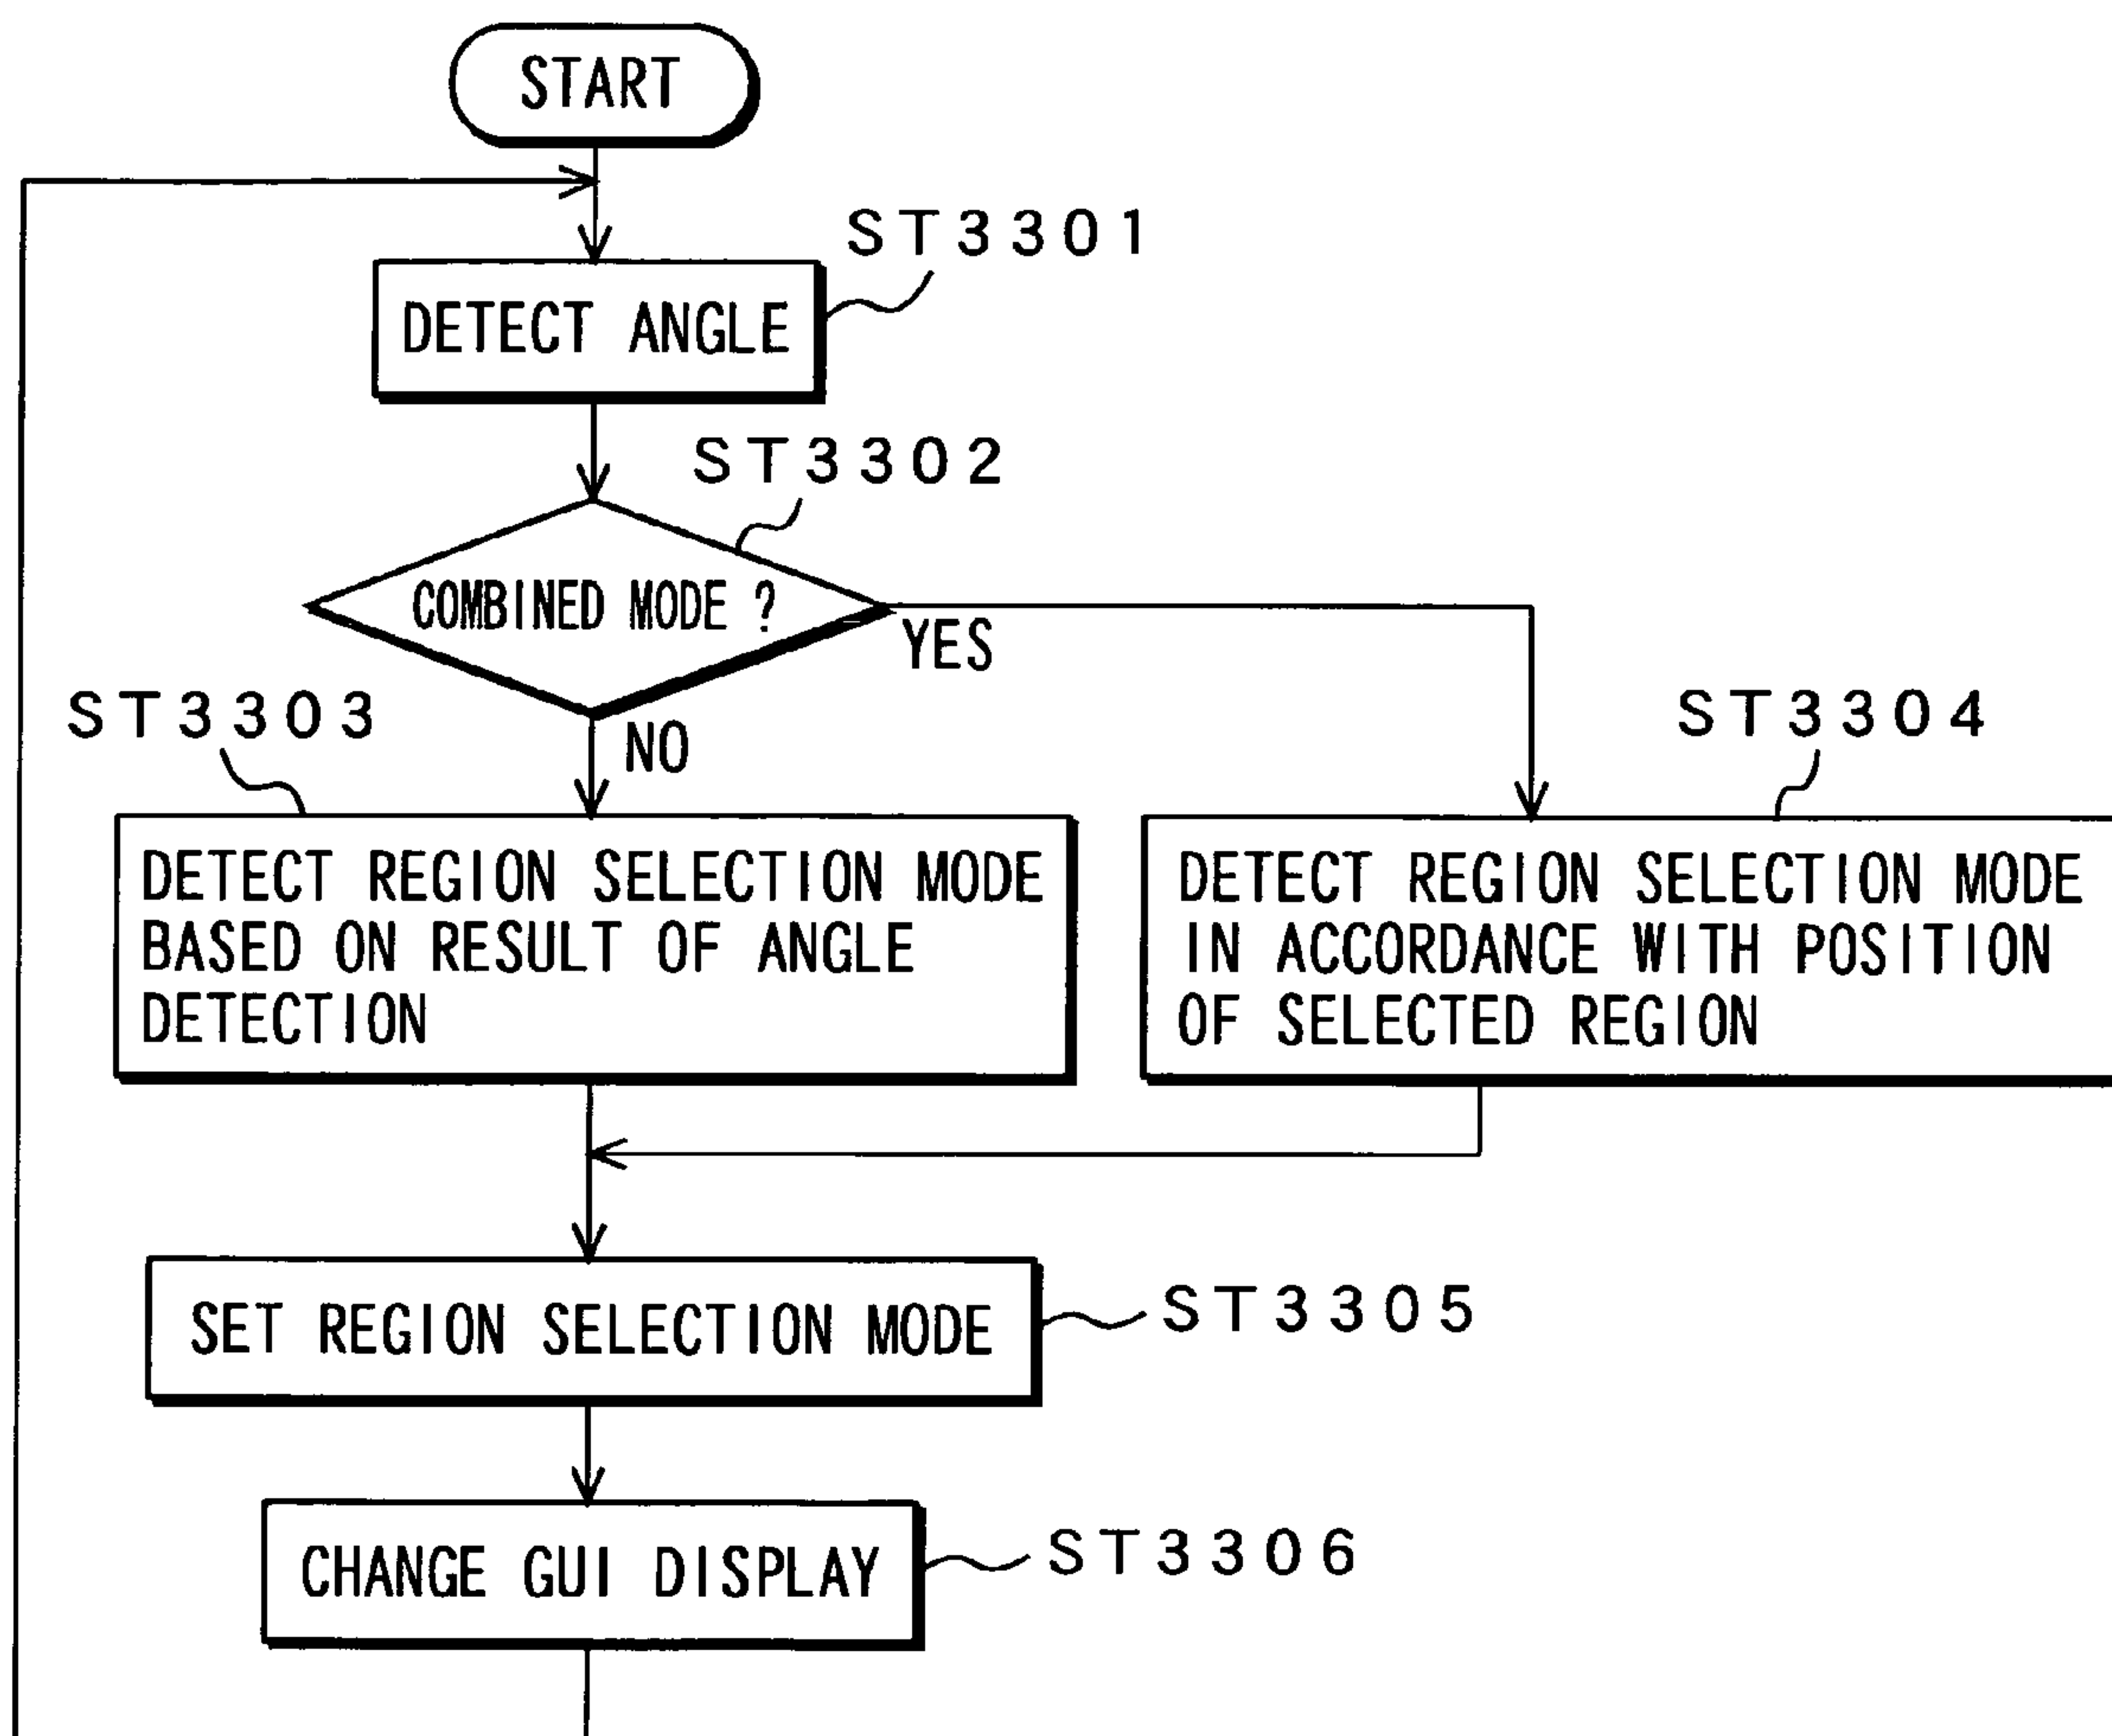 START
ST3301
DETECT ANGLE
ST3302
COMBINED MODE ?
YES
NO
ST3303
DETECT REGION SELECTION MODE
BASED ON RESULT OF ANGLE
DETECTION
ST3304
DETECT REGION SELECTION MODE
IN ACCORDANCE WITH POSITION
OF SELECTED REGION
SET REGION SELECTION MODE
ST3305
CHANGE GUI DISPLAY
ST3306